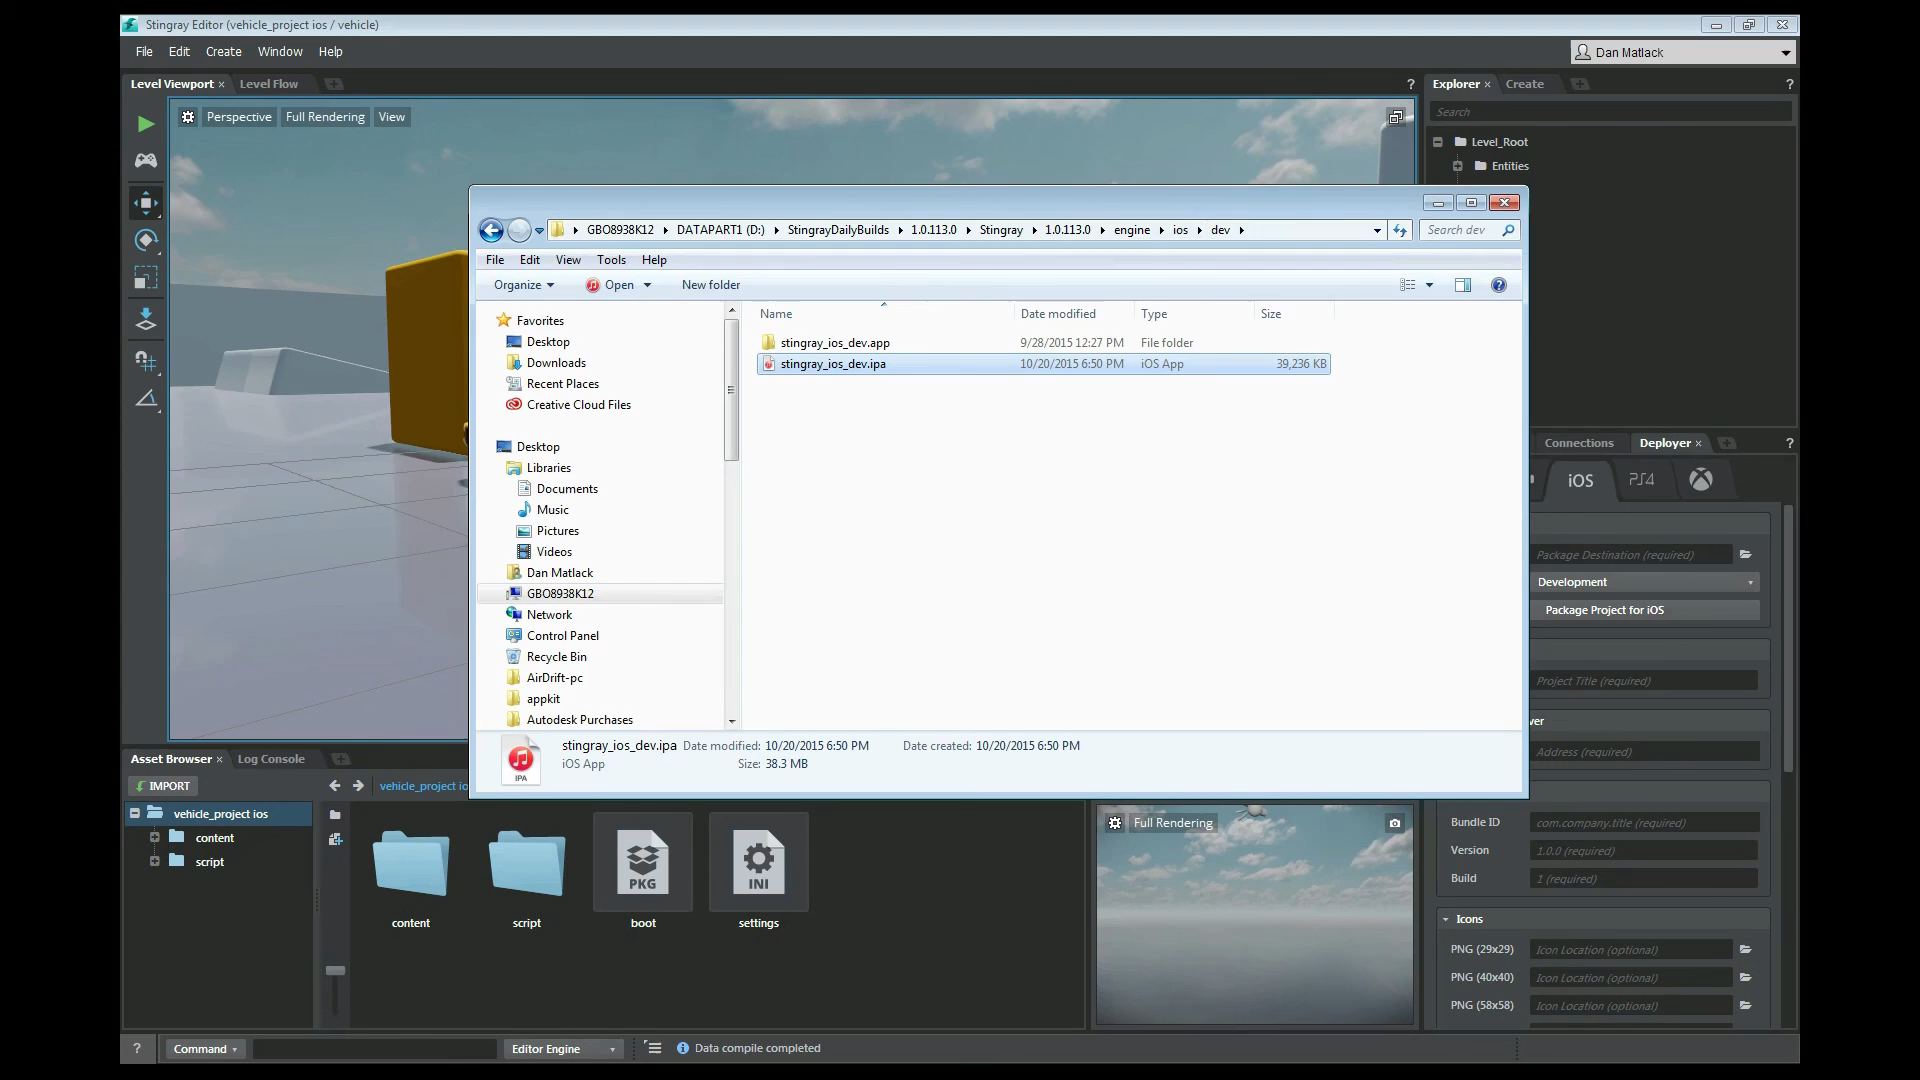 Stingray Editor (vehicle_project ios / vehicle)
File Edit Create Window Help
Dan Matlack
Level Viewport × Level Flow
?
Explorer × Create
?
Perspective Full Rendering View
Search
Level_Root
Entities
GBO8938K12 DATAPART1 (D:) StingrayDailyBuilds 1.0.113.0 Stingray 1.0.113.0 engine ios dev
Search dev
File Edit View Tools Help
Organize Open New folder
?
Name Date modified Type Size
stingray_ios_dev.app 9/28/2015 12:27 PM File folder
stingray_ios_dev.ipa 10/20/2015 6:50 PM iOS App 39,236 KB
Favorites
Desktop
Downloads
Recent Places
Creative Cloud Files
Desktop
Libraries
Documents
Music
Pictures
Videos
Dan Matlack
GBO8938K12
Network
Control Panel
Recycle Bin
AirDrift-pc
appkit
Autodesk Purchases
IPA
stingray_ios_dev.ipa Date modified: 10/20/2015 6:50 PM Date created: 10/20/2015 6:50 PM
iOS App Size: 38.3 MB
Connections Deployer ×
?
iOS PS4
Package Destination (required)
Development
Package Project for iOS
Project Title (required)
ver
Address (required)
Bundle ID com.company.title (required)
Version 1.0.0 (required)
Build 1 (required)
Icons
PNG (29x29) Icon Location (optional)
PNG (40x40) Icon Location (optional)
PNG (58x58) Icon Location (optional)
Asset Browser × Log Console
IMPORT
vehicle_project io
vehicle_project ios
content
script
PKG
INI
content
script
boot
settings
Full Rendering
? Command Editor Engine Data compile completed